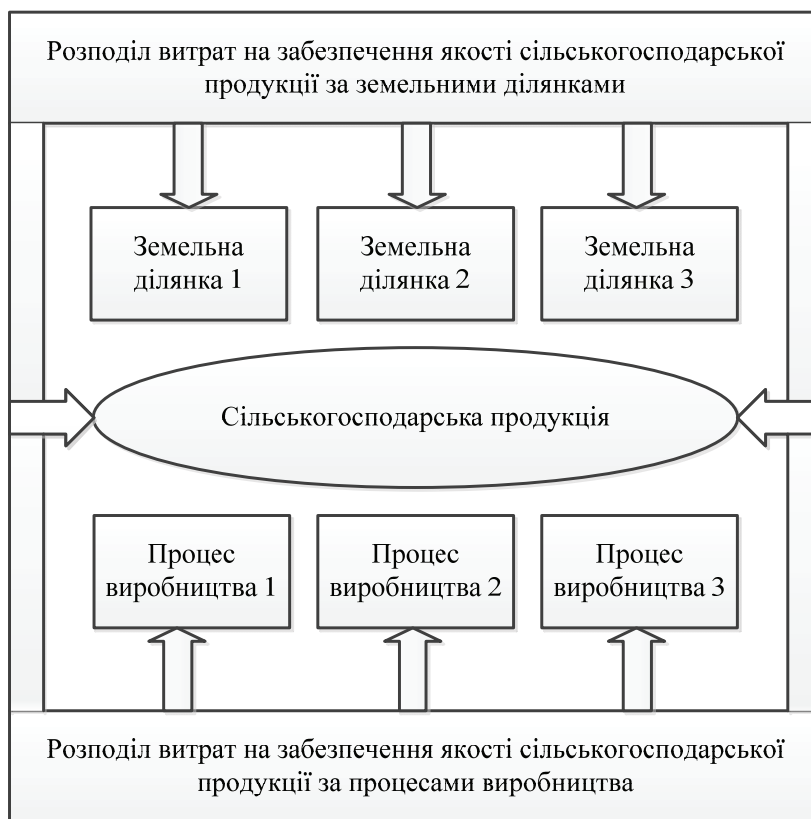 Розподіл витрат на забезпечення якості сільськогосподарської
продукції за земельними ділянками
Земельна
ділянка 1
Земельна
ділянка 2
Земельна
ділянка 3
Сільськогосподарська продукція
Процес
виробництва 1
Процес
виробництва 2
Процес
виробництва 3
Розподіл витрат на забезпечення якості сільськогосподарської
продукції за процесами виробництва